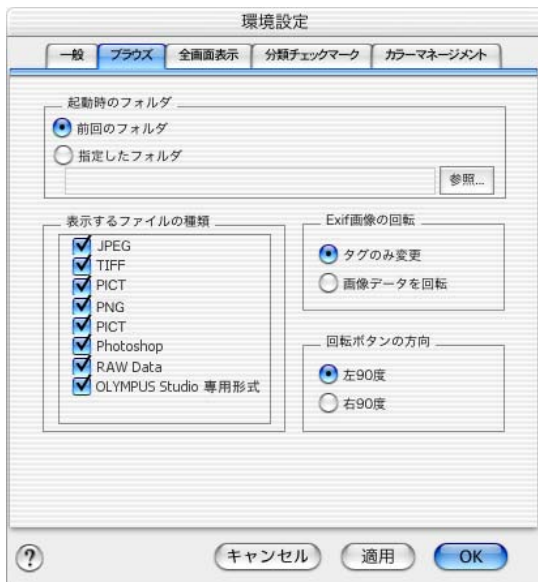 環境設定
一般 ブラウズ 全画面表示 分類チェックマーク カラーマネージメント
起動時のフォルダ
前回のフォルダ
指定したフォルダ
参照...
表示するファイルの種類
JPEG
TIFF
PICT
PNG
PICT
Photoshop
RAW Data
OLYMPUS Studio 専用形式
Exif画像の回転
タグのみ変更
画像データを回転
回転ボタンの方向
左90度
右90度
?
キャンセル 適用 OK